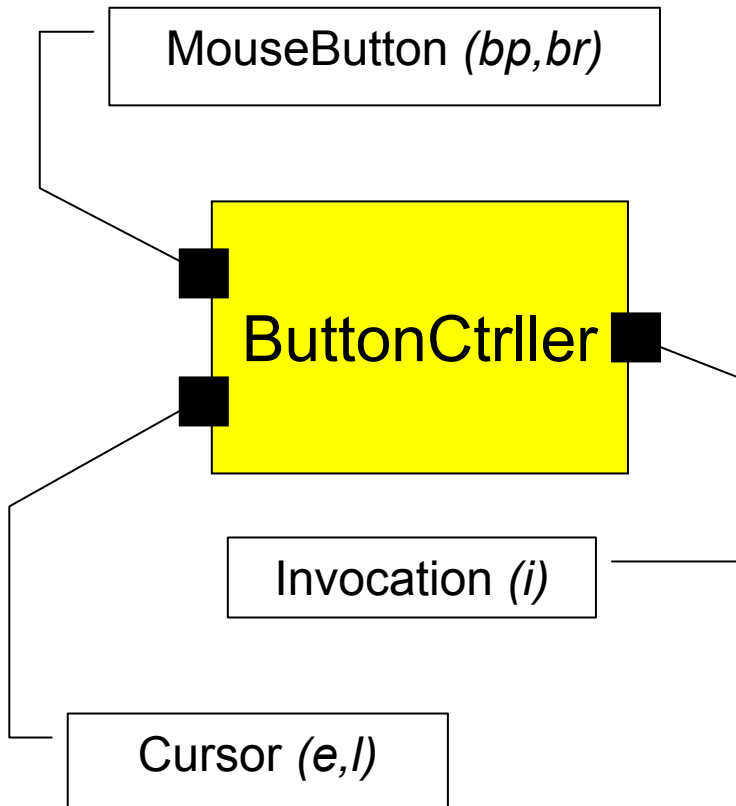 MouseButton (bp,br)
ButtonCtrller
Invocation (i)
Cursor (e,l)